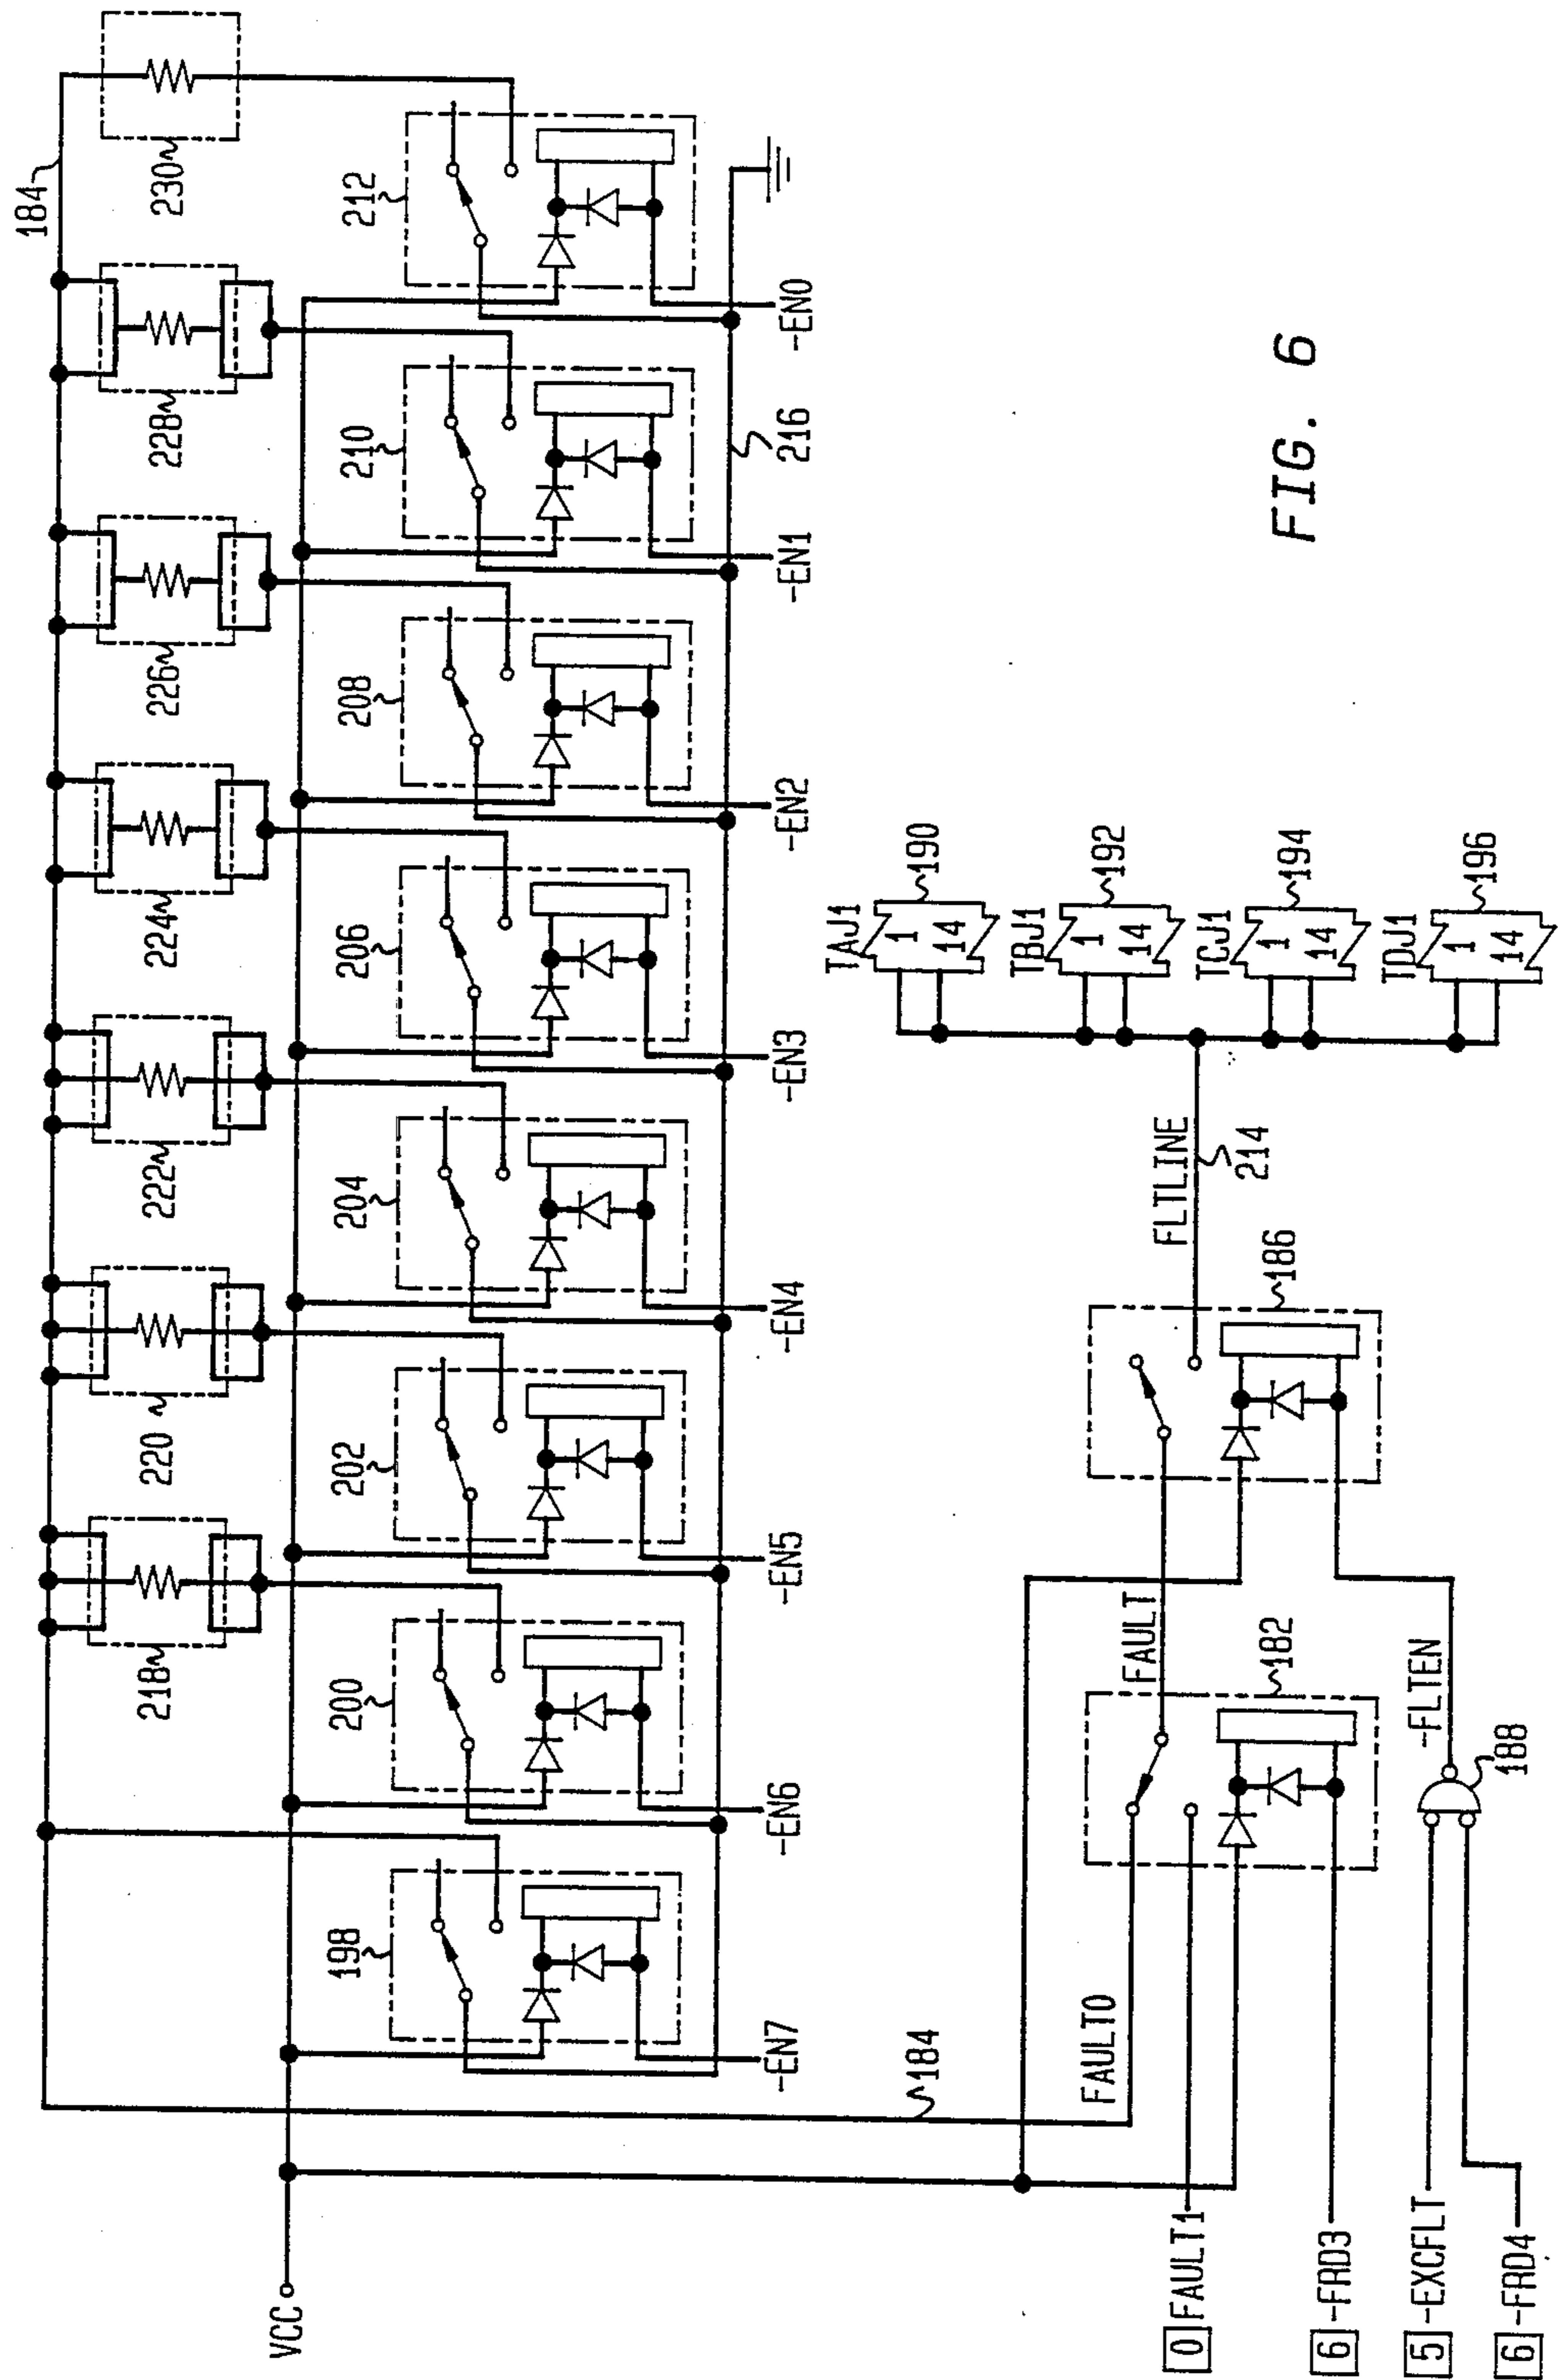 184
218
220
222
224
226
228
230
198
200
202
204
206
208
210
212
VCC
-EN7
-EN6
-EN5
-EN4
-EN3
-EN2
-EN1
-EN0
216
184
FAULT0
FAULT
FLTLINE
214
182
186
0 FAULT1
6 -FRD3
5 -EXCFLT
6 -FRD4
-FLTEN
188
TAJ1
1
14
190
TBJ1
1
14
192
TCJ1
1
14
194
TDJ1
1
14
196
FIG. 6